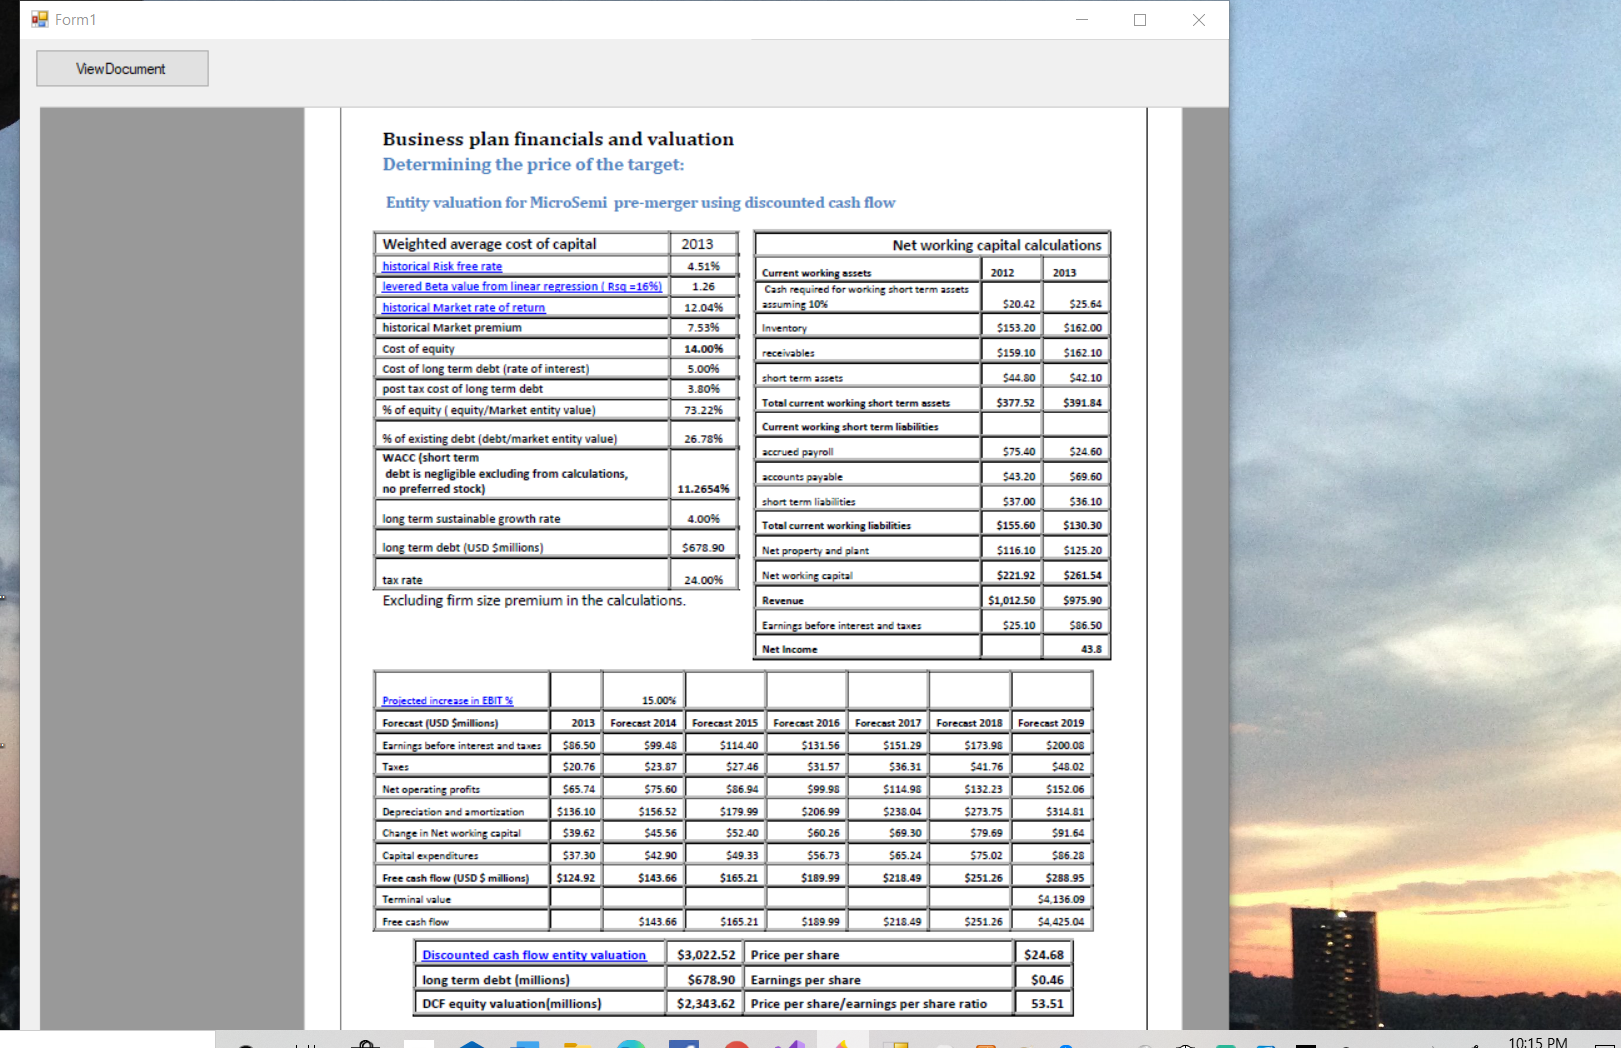 Form1
ViewDocument
Business plan financials and valuation
Determining the price of the target:
Entity valuation for MicroSemi pre-merger using discounted cash flow
Weighted average cost of capital 2013
historical Risk free rate 4.51%
levered Beta value from linear regression ( Rsq =16%) 1.26
historical Market rate of return 12.04%
historical Market premium 7.53%
Cost of equity 14.00%
Cost of long term debt (rate of interest) 5.00%
post tax cost of long term debt 3.80%
% of equity ( equity/Market entity value) 73.22%
% of existing debt (debt/market entity value) 26.78%
WACC (short term
debt is negligible excluding from calculations,
no preferred stock) 11.2654%
long term sustainable growth rate 4.00%
long term debt (USD $millions) $678.90
tax rate 24.00%
Excluding firm size premium in the calculations.
Net working capital calculations
Current working assets 2012 2013
Cash required for working short term assets
assuming 10% $20.42 $25.64
Inventory $153.20 $162.00
receivables $159.10 $162.10
short term assets $44.80 $42.10
Total current working short term assets $377.52 $391.84
Current working short term liabilities
accrued payroll $75.40 $24.60
accounts payable $43.20 $69.60
short term liabilities $37.00 $36.10
Total current working liabilities $155.60 $130.30
Net property and plant $116.10 $125.20
Net working capital $221.92 $261.54
Revenue $1,012.50 $975.90
Earnings before interest and taxes $25.10 $86.50
Net Income 43.8
Projected increase in EBIT % 15.00%
Forecast (USD $millions) 2013 Forecast 2014 Forecast 2015 Forecast 2016 Forecast 2017 Forecast 2018 Forecast 2019
Earnings before interest and taxes $86.50 $99.48 $114.40 $131.56 $151.29 $173.98 $200.08
Taxes $20.76 $23.87 $27.46 $31.57 $36.31 $41.76 $48.02
Net operating profits $65.74 $75.60 $86.94 $99.98 $114.98 $132.23 $152.06
Depreciation and amortization $136.10 $156.52 $179.99 $206.99 $238.04 $273.75 $314.81
Change in Net working capital $39.62 $45.56 $52.40 $60.26 $69.30 $79.69 $91.64
Capital expenditures $37.30 $42.90 $49.33 $56.73 $65.24 $75.02 $86.28
Free cash flow (USD $ millions) $124.92 $143.66 $165.21 $189.99 $218.49 $251.26 $288.95
Terminal value $4,136.09
Free cash flow $143.66 $165.21 $189.99 $218.49 $251.26 $4,425.04
Discounted cash flow entity valuation $3,022.52 Price per share $24.68
long term debt (millions) $678.90 Earnings per share $0.46
DCF equity valuation(millions) $2,343.62 Price per share/earnings per share ratio 53.51
10:15 PM